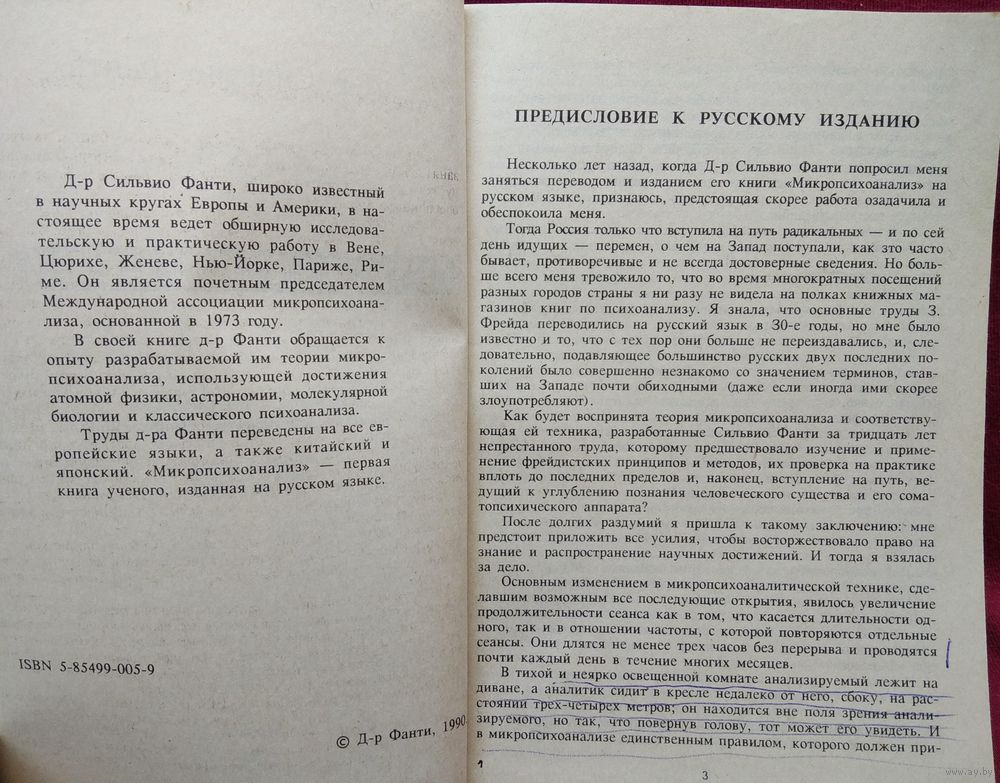 Д-р Сильвио Фанти, широко известный
в научных кругах Европы и Америки, в на-
стоящее время ведет обширную исследова-
тельскую и практическую работу в Вене,
Цюрихе, Женеве, Нью-Йорке, Париже, Ри-
ме. Он является почетным председателем
Международной ассоциации микропсихоана-
лиза, основанной в 1973 году.
В своей книге д-р Фанти обращается к
опыту разрабатываемой им теории микро-
психоанализа, использующей достижения
атомной физики, астрономии, молекулярной
биологии и классического психоанализа.
Труды д-ра Фанти переведены на все ев-
ропейские языки, а также китайский и
японский. «Микропсихоанализ» — первая
книга ученого, изданная на русском языке.
ISBN 5-85499-005-9
© Д-р Фанти, 1990
ПРЕДИСЛОВИЕ К РУССКОМУ ИЗДАНИЮ
Несколько лет назад, когда Д-р Сильвио Фанти попросил меня
заняться переводом и изданием его книги «Микропсихоанализ» на
русском языке, признаюсь, предстоящая скорее работа озадачила и
обеспокоила меня.
Тогда Россия только что вступила на путь радикальных — и по сей
день идущих — перемен, о чем на Запад поступали, как зто часто
бывает, противоречивые и не всегда достоверные сведения. Но боль-
ше всего меня тревожило то, что во время многократных посещений
разных городов страны я ни разу не видела на полках книжных ма-
газинов книг по психоанализу. Я знала, что основные труды З.
Фрейда переводились на русский язык в 30-е годы, но мне было
известно и то, что с тех пор они больше не переиздавались, и, сле-
довательно, подавляющее большинство русских двух последних по-
колений было совершенно незнакомо со значением терминов, став-
ших на Западе почти обиходными (даже если иногда ими скорее
злоупотребляют).
Как будет воспринята теория микропсихоанализа и соответству-
ющая ей техника, разработанные Сильвио Фанти за тридцать лет
непрестанного труда, которому предшествовало изучение и приме-
нение фрейдистских принципов и методов, их проверка на практике
вплоть до последних пределов и, наконец, вступление на путь, ве-
дущий к углублению познания человеческого существа и его сома-
топсихического аппарата?
После долгих раздумий я пришла к такому заключению: мне
предстоит приложить все усилия, чтобы восторжествовало право на
знание и распространение научных достижений. И тогда я взялась
за дело.
Основным изменением в микропсихоаналитической технике, сде-
лавшим возможным все последующие открытия, явилось увеличение
продолжительности сеанса как в том, что касается длительности од-
ного, так и в отношении частоты, с которой повторяются отдельные
сеансы. Они длятся не менее трех часов без перерыва и проводятся
почти каждый день в течение многих месяцев.
В тихой и неярко освещенной комнате анализируемый лежит на
диване, а аналитик сидит в кресле недалеко от него, сбоку, на рас-
стоянии трех-четырех метров; он находится вне поля зрения анали-
зируемого, но так, что повернув голову, тот может его увидеть. И
в микропсихоанализе единственным правилом, которого должен при-
1
3
www.ay.by